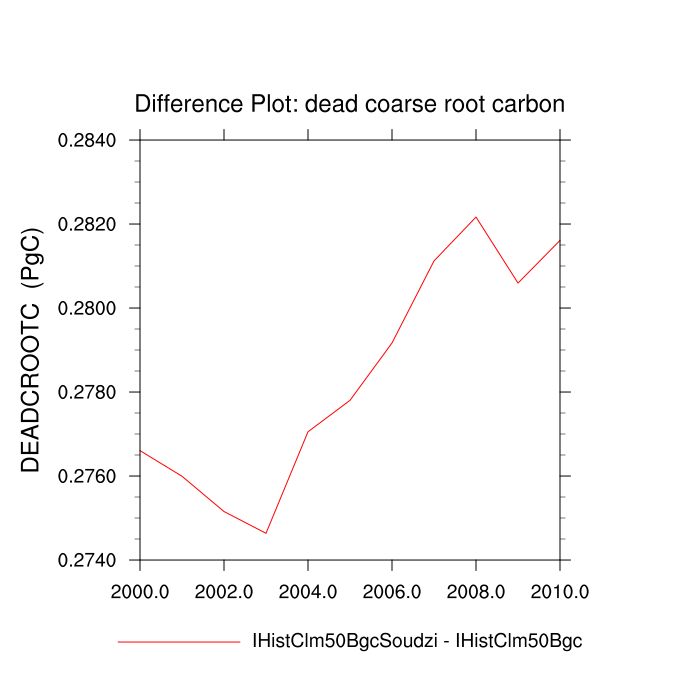 Difference Plot: dead coarse root carbon
DEADCROOTC (PgC)
0.2840
0.2820
0.2800
0.2780
0.2760
0.2740
2000.0 2002.0 2004.0 2006.0 2008.0 2010.0
IHistClm50BgcSoudzi - IHistClm50Bgc